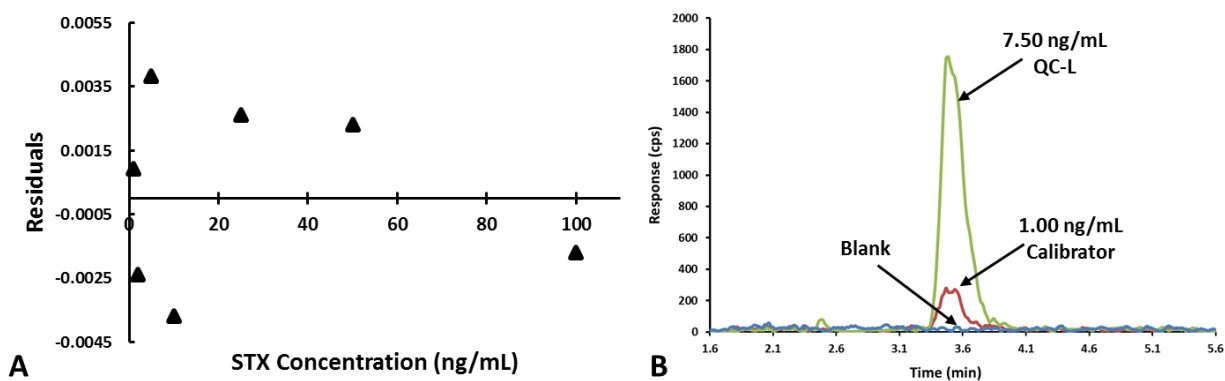 0.0055
0.0035
0.0015
-0.0005
-0.0025
-0.0045
Residuals
0 20 40 60 80 100
STX Concentration (ng/mL)
A
2000
1800
1600
1400
1200
1000
800
600
400
200
0
Response (cps)
7.50 ng/mL
QC-L
1.00 ng/mL
Calibrator
Blank
1.6 2.1 2.6 3.1 3.6 4.1 4.6 5.1 5.6
Time (min)
B